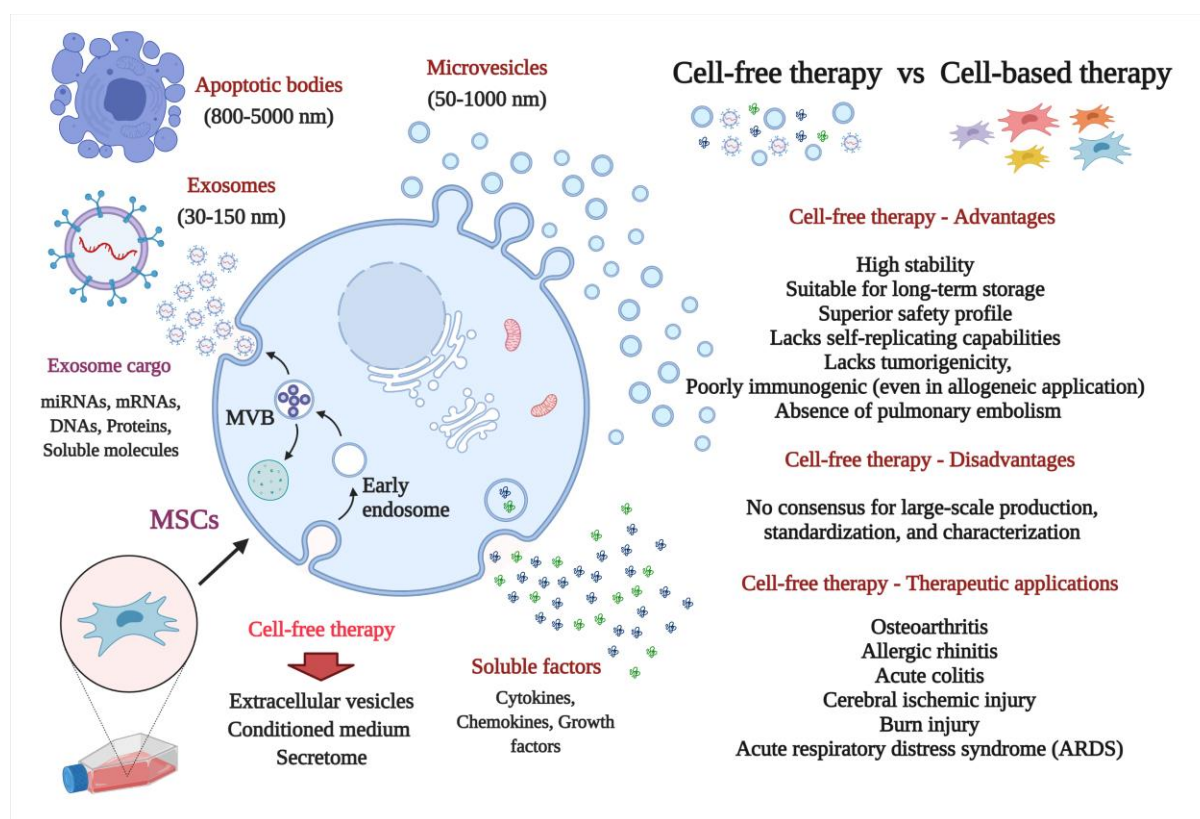 Apoptotic bodies
(800-5000 nm)
Microvesicles
(50-1000 nm)
Exosomes
(30-150 nm)
Exosome cargo
miRNAs, mRNAs,
DNAs, Proteins,
Soluble molecules
MVB
Early
endosome
MSCs
Cell-free therapy
Extracellular vesicles
Conditioned medium
Secretome
Soluble factors
Cytokines,
Chemokines, Growth
factors
Cell-free therapy vs Cell-based therapy
Cell-free therapy - Advantages
High stability
Suitable for long-term storage
Superior safety profile
Lacks self-replicating capabilities
Lacks tumorigenicity,
Poorly immunogenic (even in allogeneic application)
Absence of pulmonary embolism
Cell-free therapy - Disadvantages
No consensus for large-scale production,
standardization, and characterization
Cell-free therapy - Therapeutic applications
Osteoarthritis
Allergic rhinitis
Acute colitis
Cerebral ischemic injury
Burn injury
Acute respiratory distress syndrome (ARDS)